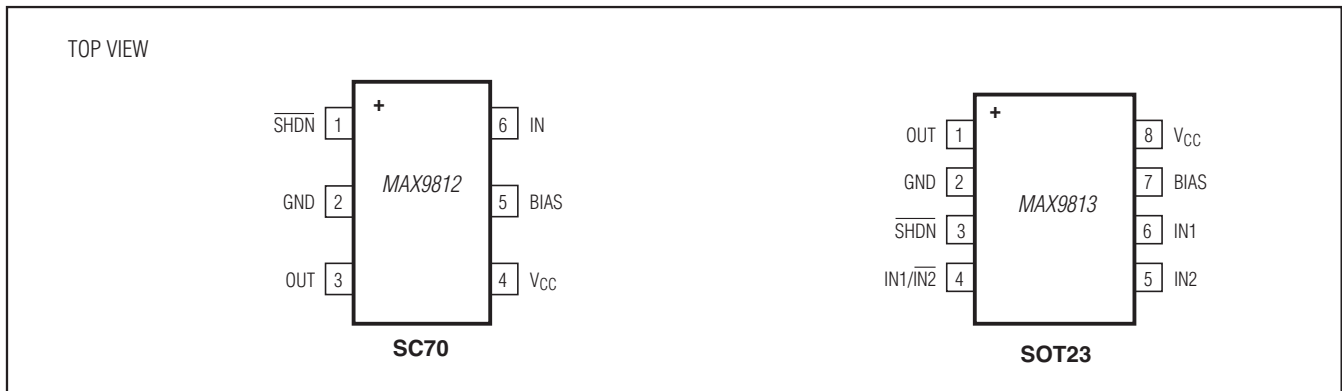 TOP VIEW
+
MAX9812
SHDN 1
GND 2
OUT 3
6 IN
5 BIAS
4 VCC
SC70
+
MAX9813
OUT 1
GND 2
SHDN 3
IN1/IN2 4
8 VCC
7 BIAS
6 IN1
5 IN2
SOT23